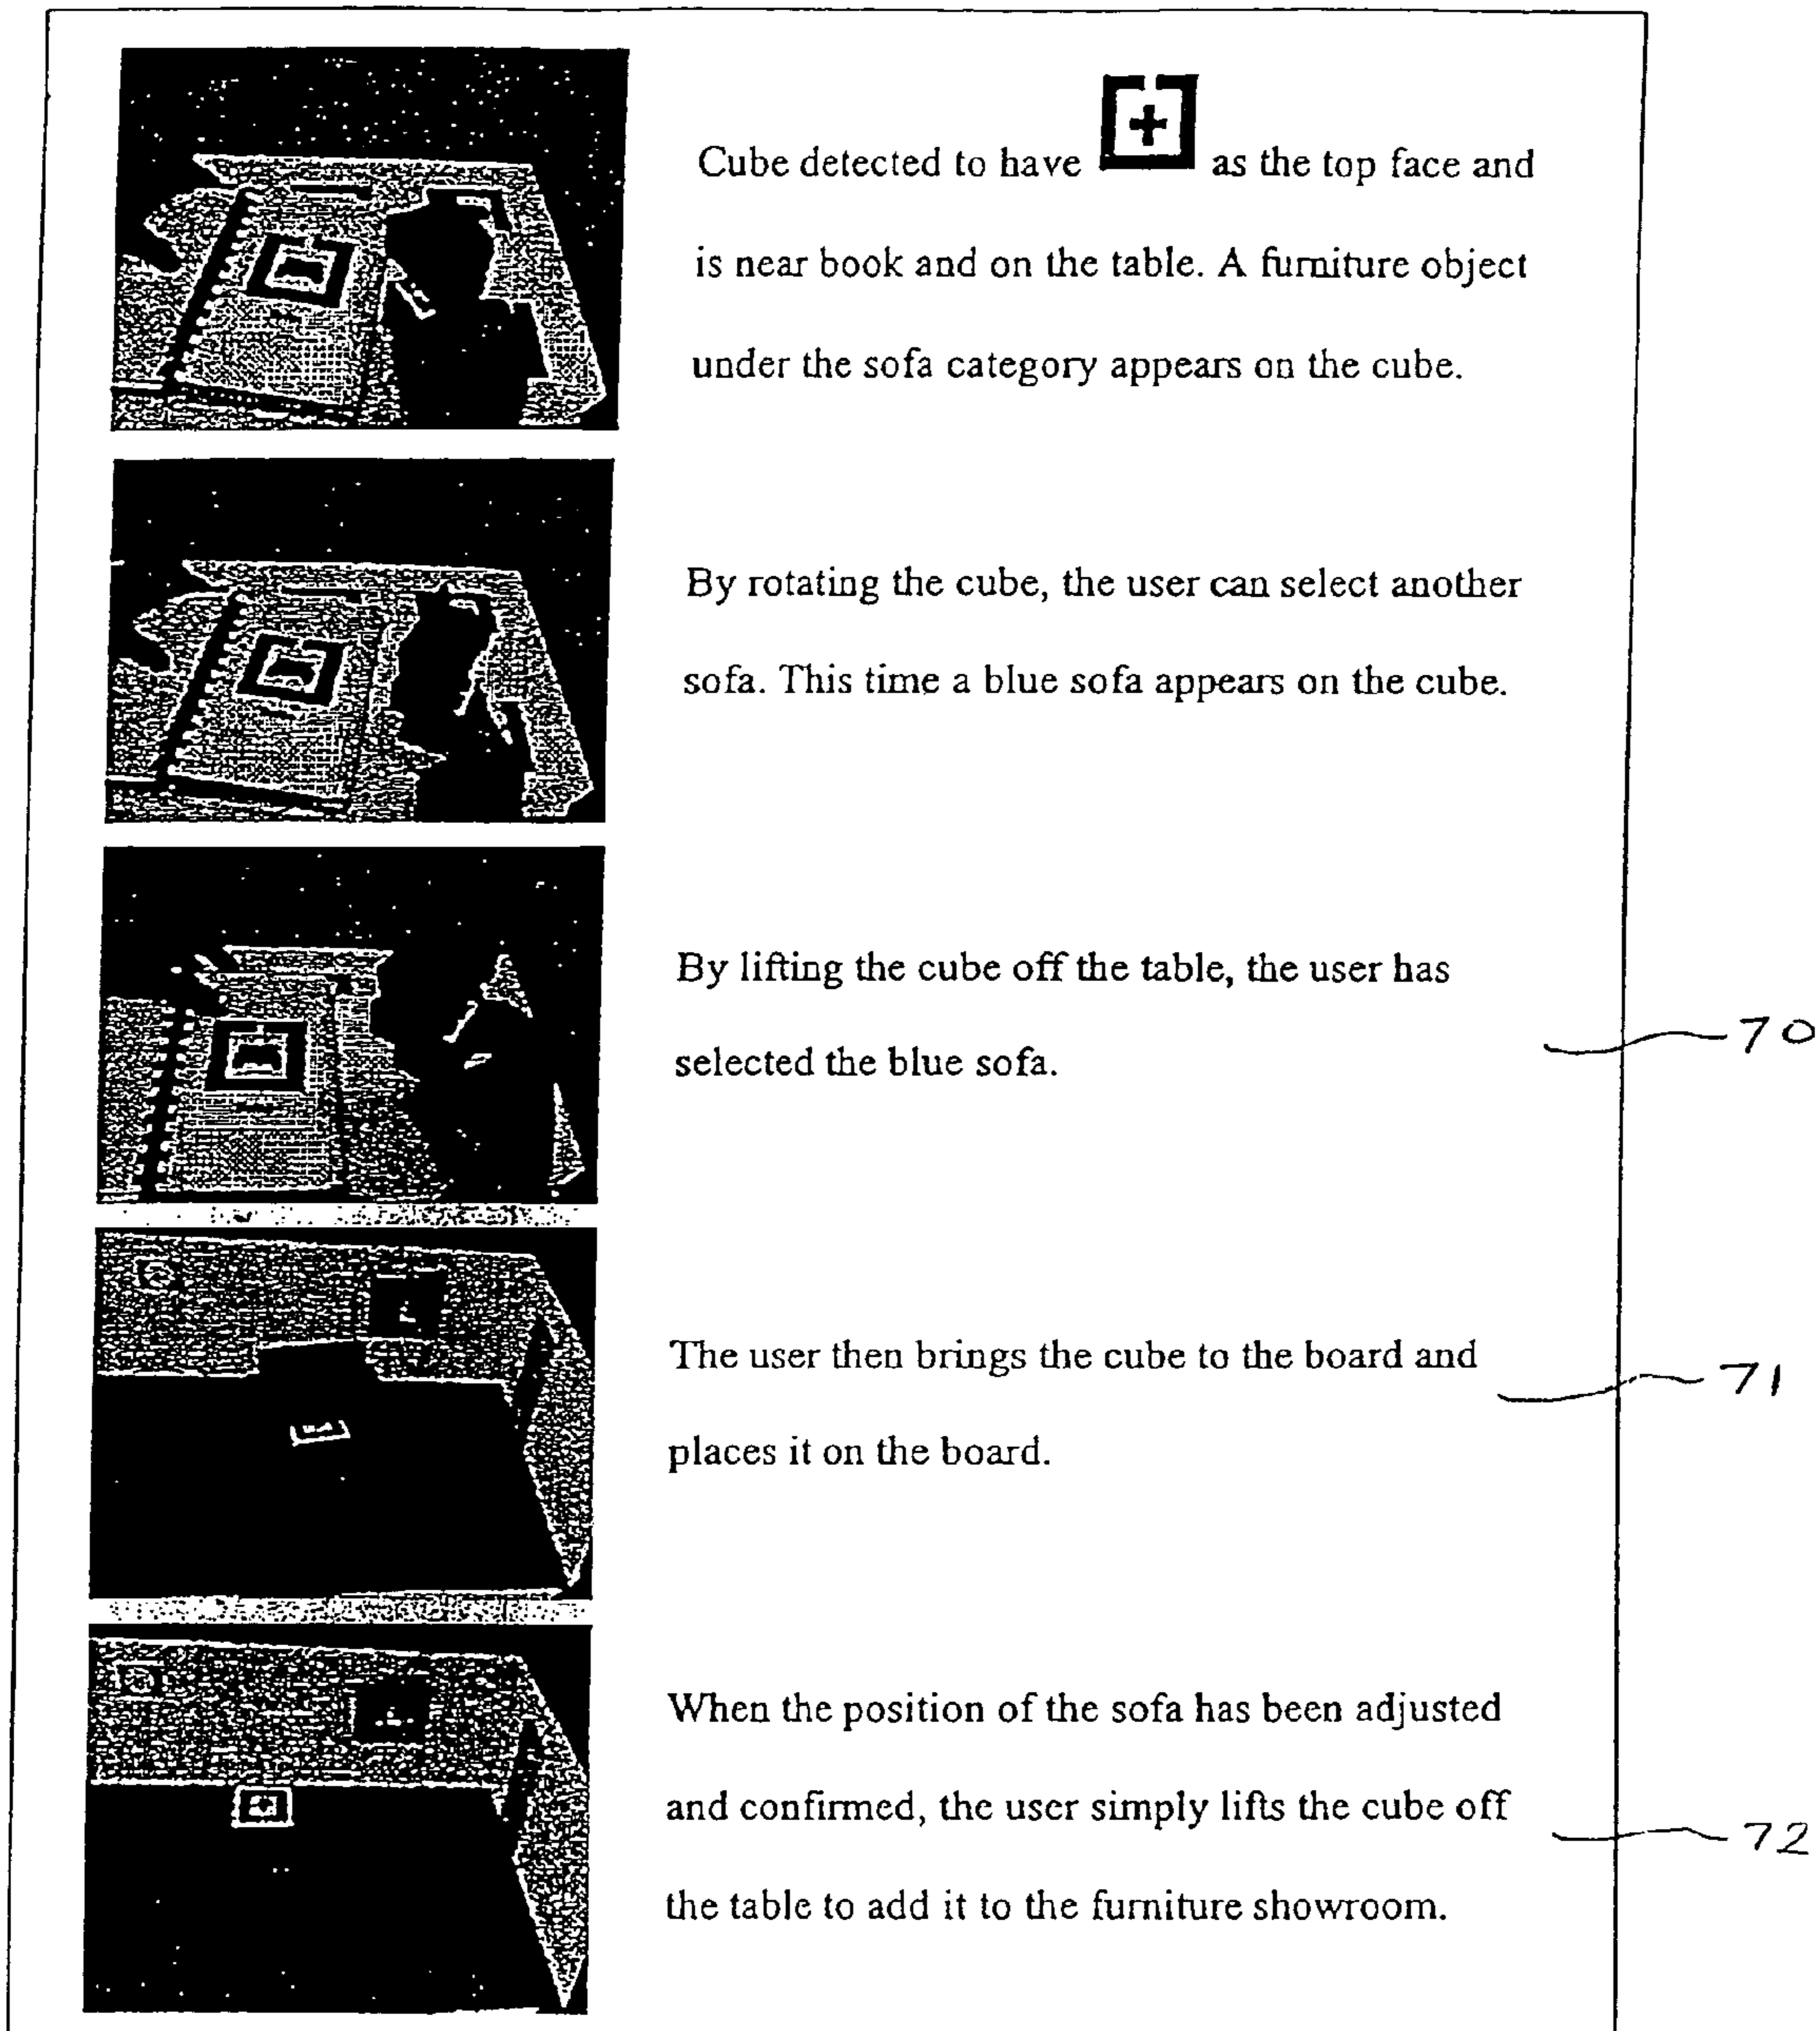 Cube detected to have + as the top face and
is near book and on the table. A furniture object
under the sofa category appears on the cube.
By rotating the cube, the user can select another
sofa. This time a blue sofa appears on the cube.
By lifting the cube off the table, the user has
70
selected the blue sofa.
The user then brings the cube to the board and
71
places it on the board.
When the position of the sofa has been adjusted
and confirmed, the user simply lifts the cube off
72
the table to add it to the furniture showroom.